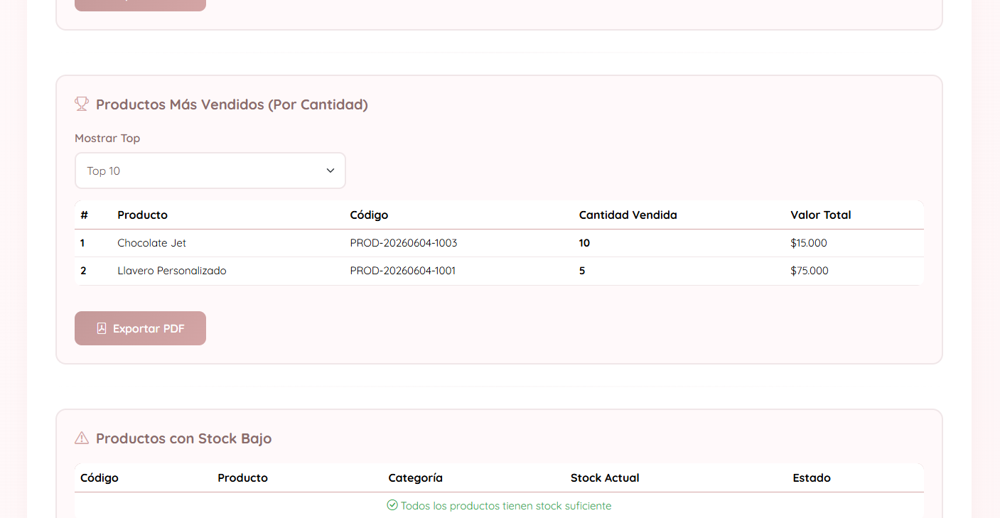 Productos Más Vendidos (Por Cantidad)
Mostrar Top
Top 10
# Producto Código Cantidad Vendida Valor Total
1 Chocolate Jet PROD-20260604-1003 10 $15.000
2 Llavero Personalizado PROD-20260604-1001 5 $75.000
Exportar PDF
Productos con Stock Bajo
Código Producto Categoría Stock Actual Estado
Todos los productos tienen stock suficiente